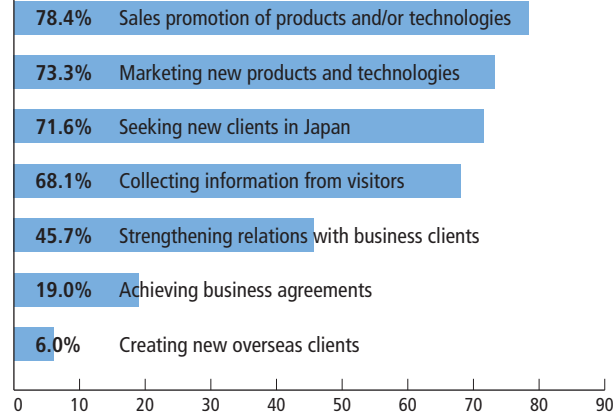 78.4% Sales promotion of products and/or technologies
73.3% Marketing new products and technologies
71.6% Seeking new clients in Japan
68.1% Collecting information from visitors
45.7% Strengthening relations with business clients
19.0% Achieving business agreements
6.0% Creating new overseas clients
0 10 20 30 40 50 60 70 80 90